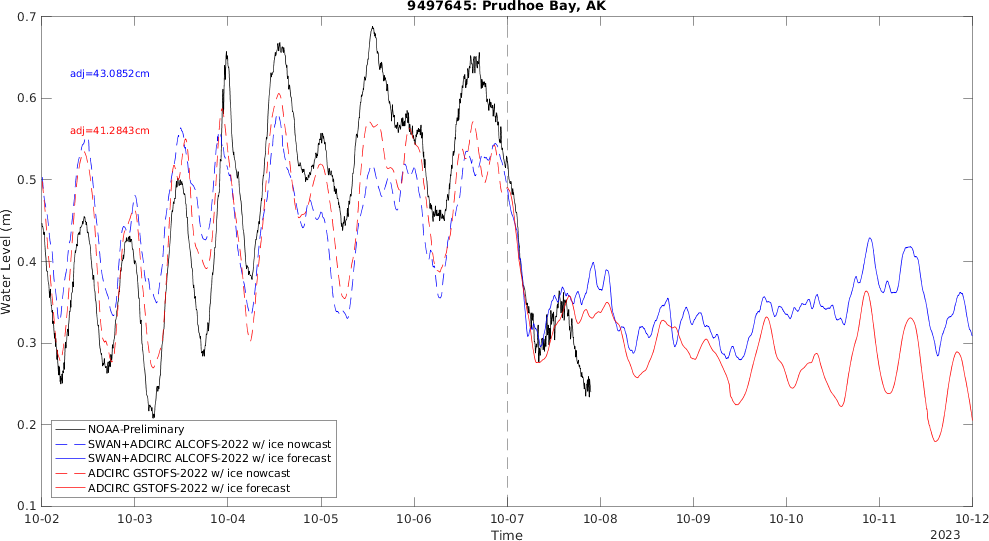 9497645: Prudhoe Bay, AK
0.7
adj=43.0852cm
0.6
adj=41.2843cm
0.5
0.4
0.3
0.2
0.1
Water Level (m)
NOAA-Preliminary
SWAN+ADCIRC ALCOFS-2022 w/ ice nowcast
SWAN+ADCIRC ALCOFS-2022 w/ ice forecast
ADCIRC GSTOFS-2022 w/ ice nowcast
ADCIRC GSTOFS-2022 w/ ice forecast
10-02 10-03 10-04 10-05 10-06 10-07 10-08 10-09 10-10 10-11 10-12
Time
2023